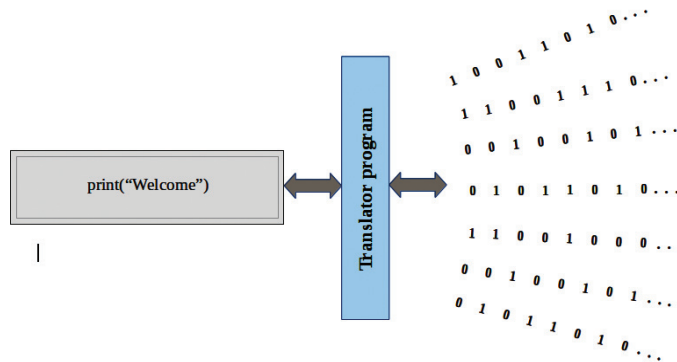 print(“Welcome”)
Translator program
1 0 0 1 1 0 1 0...
1 1 0 0 1 1 1 0...
0 0 1 0 0 1 0 1...
0 1 0 1 1 0 1 0...
1 1 0 0 1 0 0 0...
0 0 1 0 0 1 0 1...
0 1 0 1 1 0 1 0...